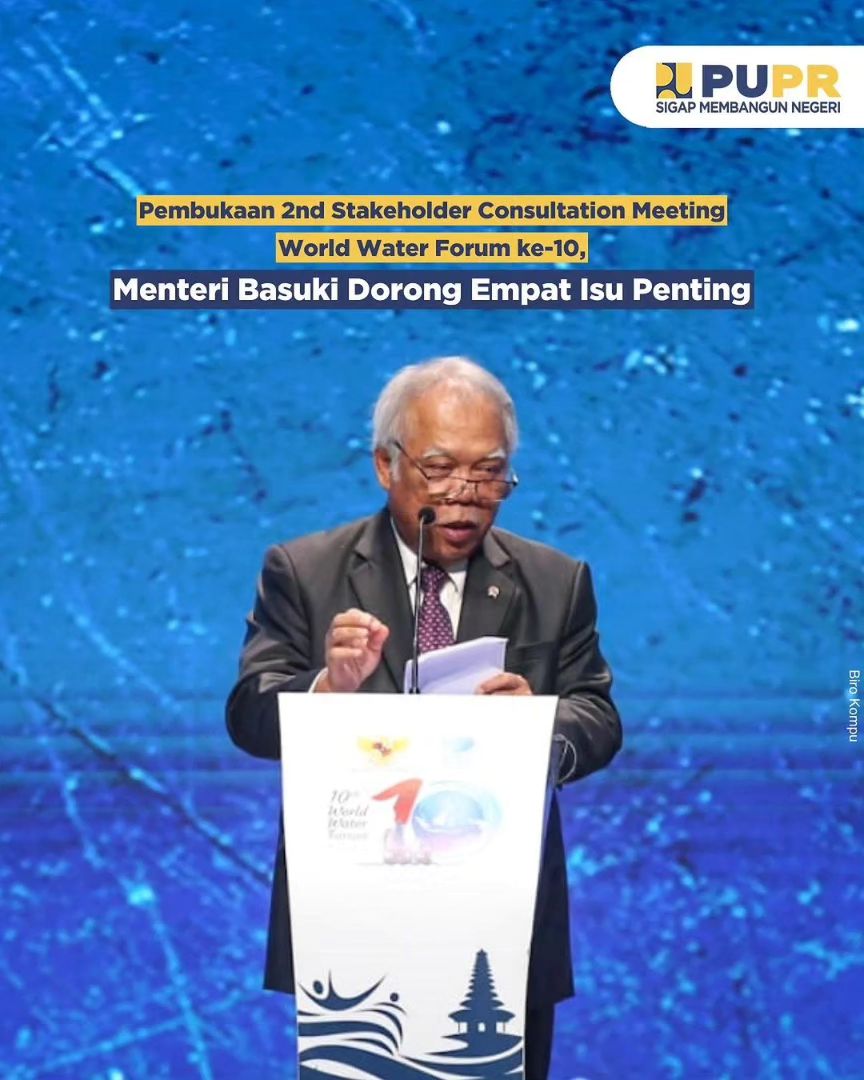 PUPR
SIGAP MEMBANGUN NEGERI
Pembukaan 2nd Stakeholder Consultation Meeting
World Water Forum ke-10,
Menteri Basuki Dorong Empat Isu Penting
Biro Kompu
10th
World
Water
Forum
10